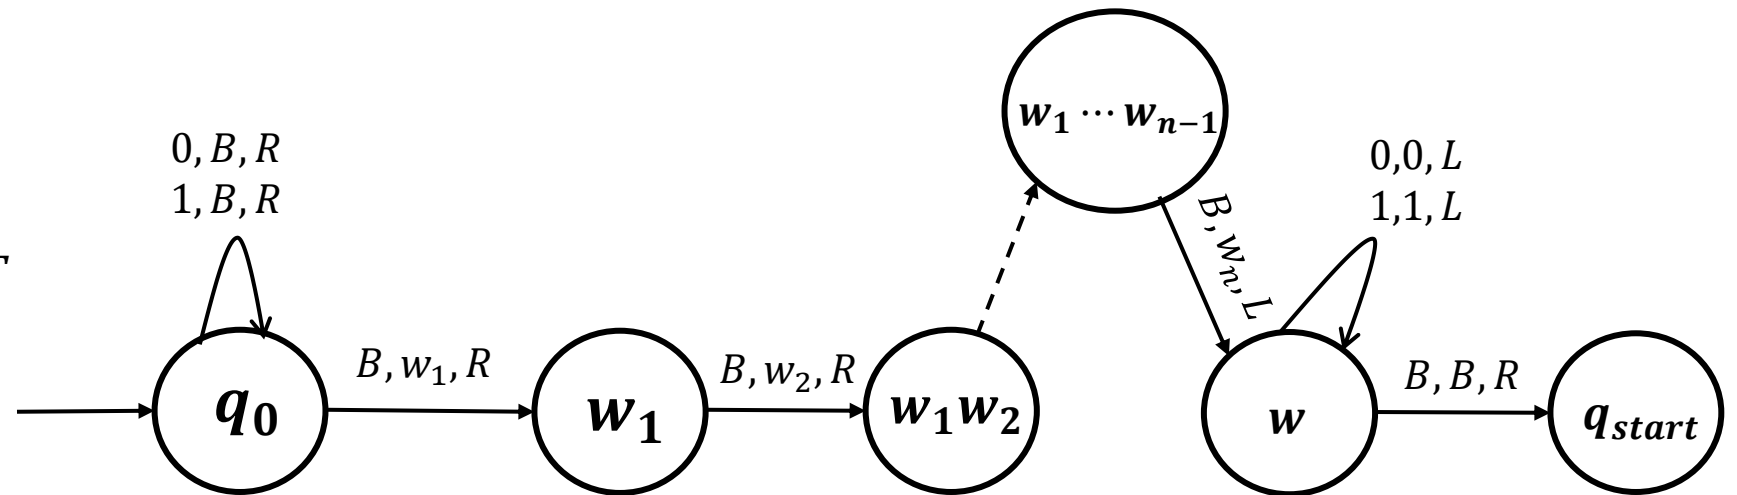 w₁ ⋯ wₙ₋₁
0, B, R
1, B, R
0,0, L
1,1, L
B, wₙ, L
B, w₁, R
B, w₂, R
B, B, R
q₀
w₁
w₁w₂
w
qstart